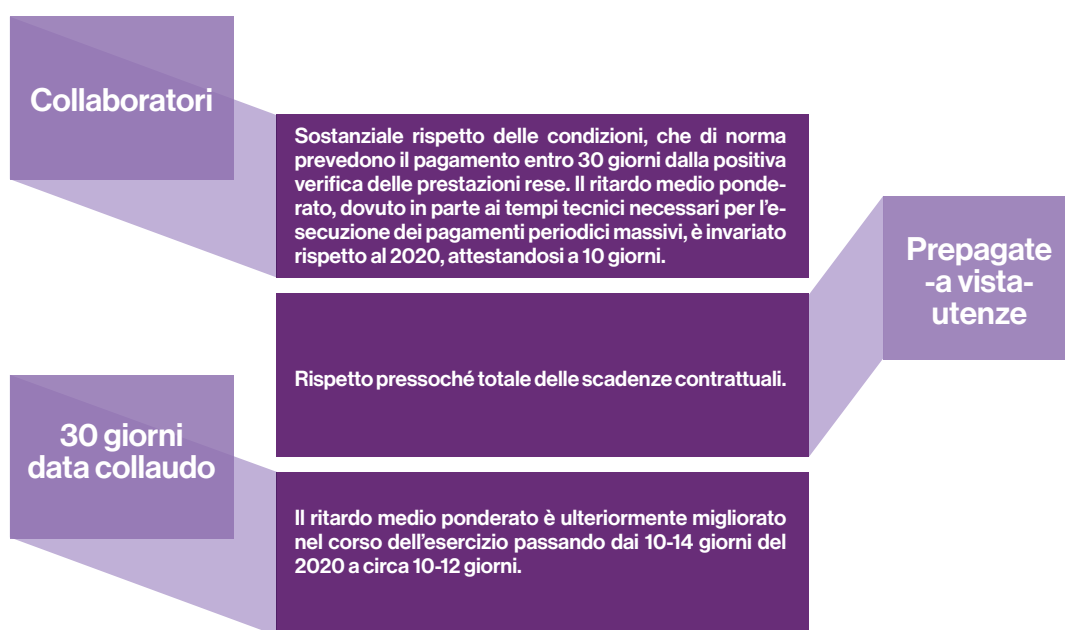 Collaboratori
Sostanziale rispetto delle condizioni, che di norma
prevedono il pagamento entro 30 giorni dalla positiva
verifica delle prestazioni rese. Il ritardo medio ponde-
rato, dovuto in parte ai tempi tecnici necessari per l'e-
secuzione dei pagamenti periodici massivi, è invariato
rispetto al 2020, attestandosi a 10 giorni.
Prepagate
-a vista-
utenze
Rispetto pressoché totale delle scadenze contrattuali.
30 giorni
data collaudo
Il ritardo medio ponderato è ulteriormente migliorato
nel corso dell'esercizio passando dai 10-14 giorni del
2020 a circa 10-12 giorni.